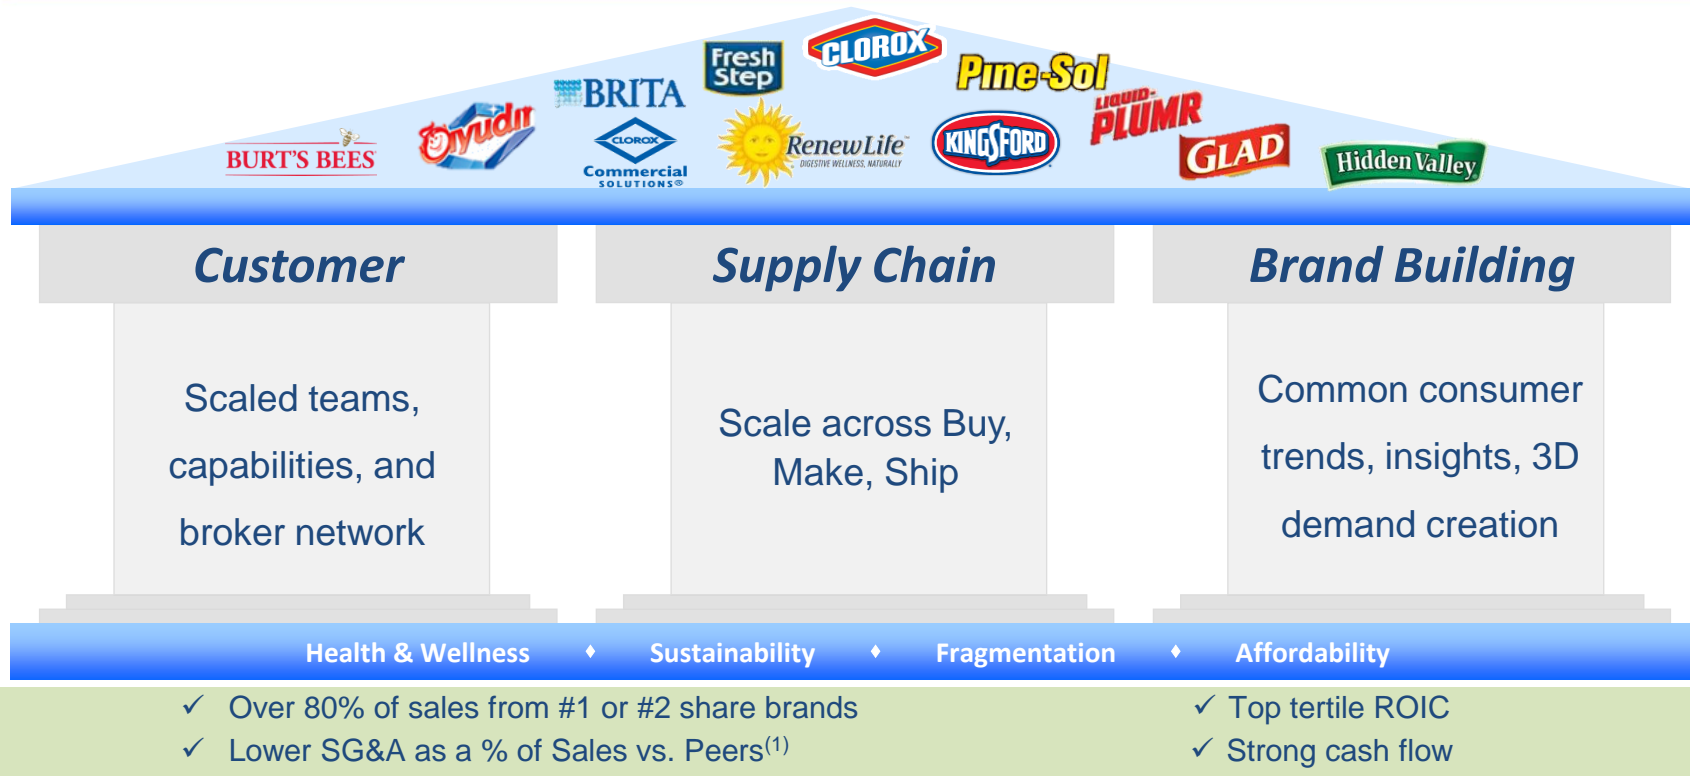 CLOROX
Fresh
Step
Pine-Sol
BRITA
LIQUID-
PLUMR
Ayudín
KINGSFORD
CLOROX
Commercial
SOLUTIONS®
RenewLife™
DIGESTIVE WELLNESS, NATURALLY
GLAD
BURT'S BEES
Hidden Valley
Customer
Supply Chain
Brand Building
Scaled teams,
capabilities, and
broker network
Scale across Buy,
Make, Ship
Common consumer
trends, insights, 3D
demand creation
Health & Wellness ♦ Sustainability ♦ Fragmentation ♦ Affordability
✓ Over 80% of sales from #1 or #2 share brands
✓ Lower SG&A as a % of Sales vs. Peers(1)
✓ Top tertile ROIC
✓ Strong cash flow